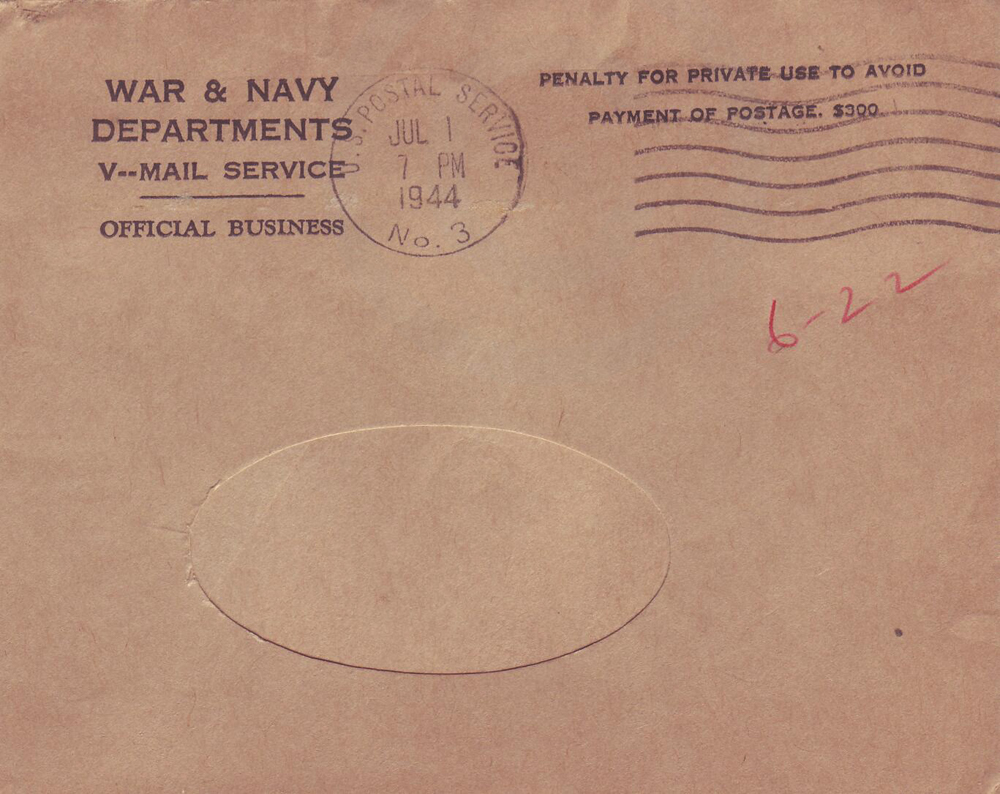 WAR & NAVY
DEPARTMENTS
V--MAIL SERVICE
OFFICIAL BUSINESS
U.S. POSTAL SERVICE
JUL 1
7 PM
1944
No. 3
PENALTY FOR PRIVATE USE TO AVOID
PAYMENT OF POSTAGE. $300
6-22